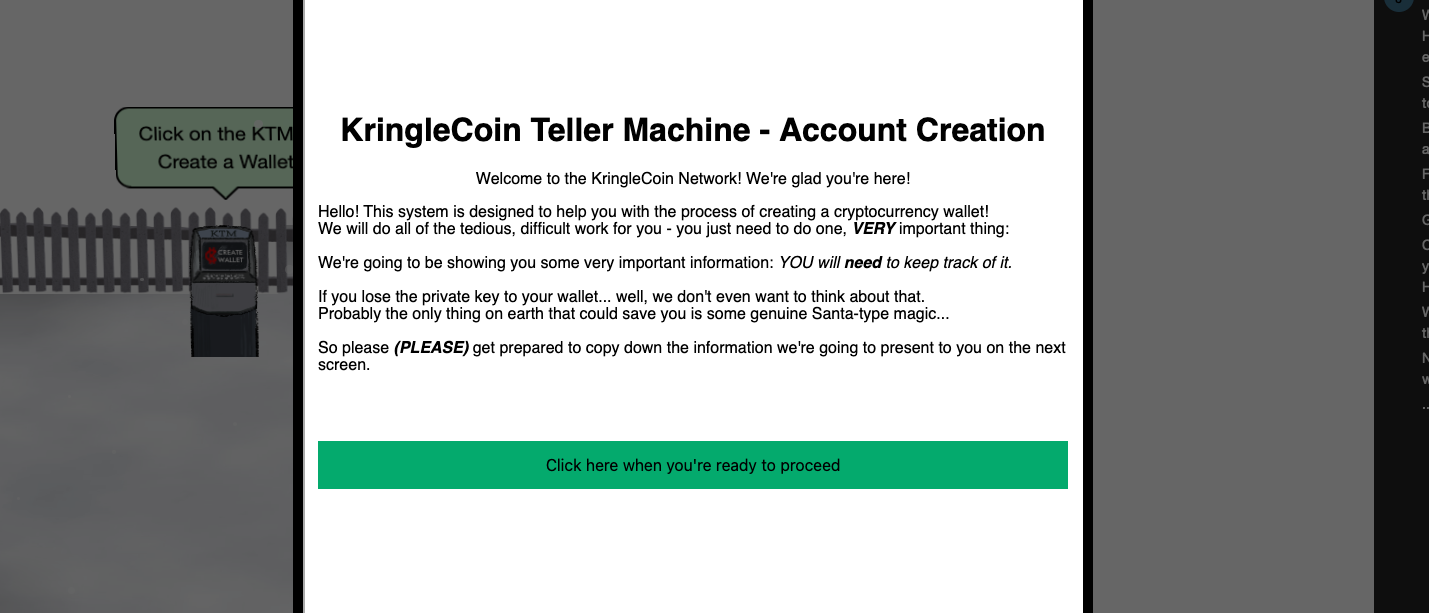 Click on the KTM
Create a Wallet
KTM
CREATE
WALLET
KringleCoin Teller Machine - Account Creation
Welcome to the KringleCoin Network! We're glad you're here!
Hello! This system is designed to help you with the process of creating a cryptocurrency wallet!
We will do all of the tedious, difficult work for you - you just need to do one, VERY important thing:
We're going to be showing you some very important information: YOU will need to keep track of it.
If you lose the private key to your wallet... well, we don't even want to think about that.
Probably the only thing on earth that could save you is some genuine Santa-type magic...
So please (PLEASE) get prepared to copy down the information we're going to present to you on the next
screen.
Click here when you're ready to proceed